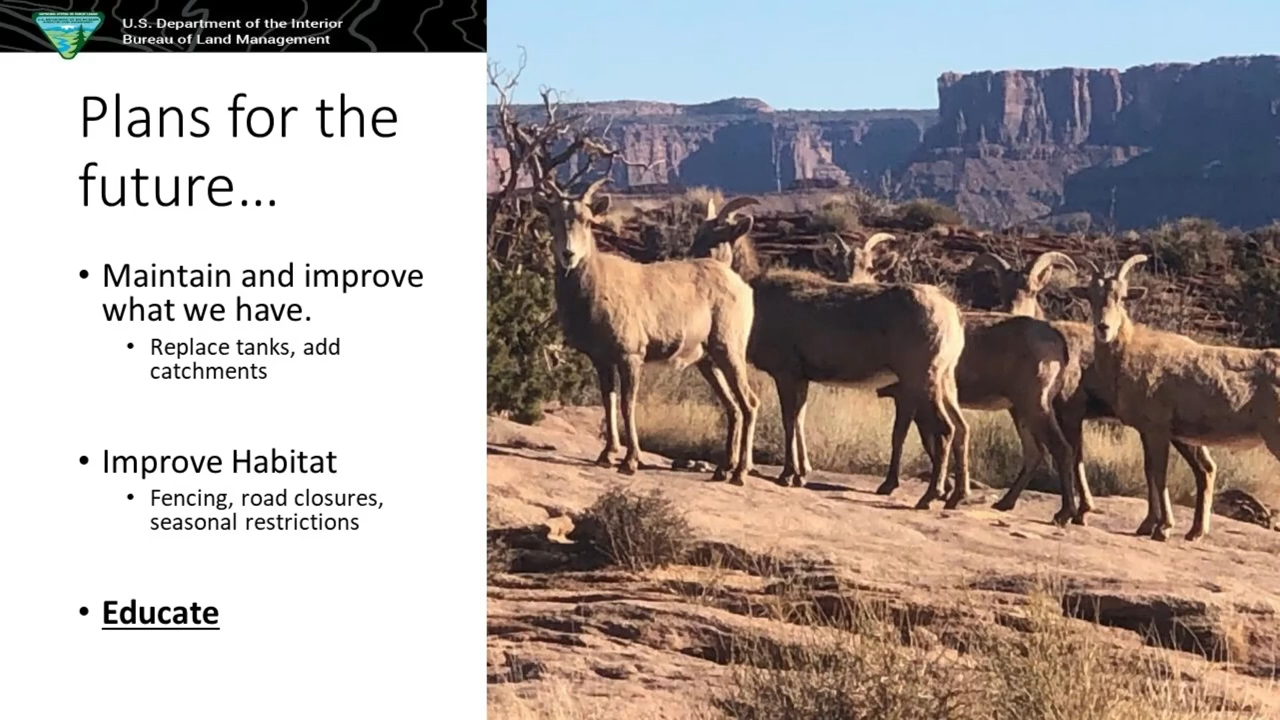 U.S. Department of the Interior
Bureau of Land Management
Plans for the
future...
• Maintain and improve
what we have.
• Replace tanks, add
catchments
• Improve Habitat
• Fencing, road closures,
seasonal restrictions
• Educate